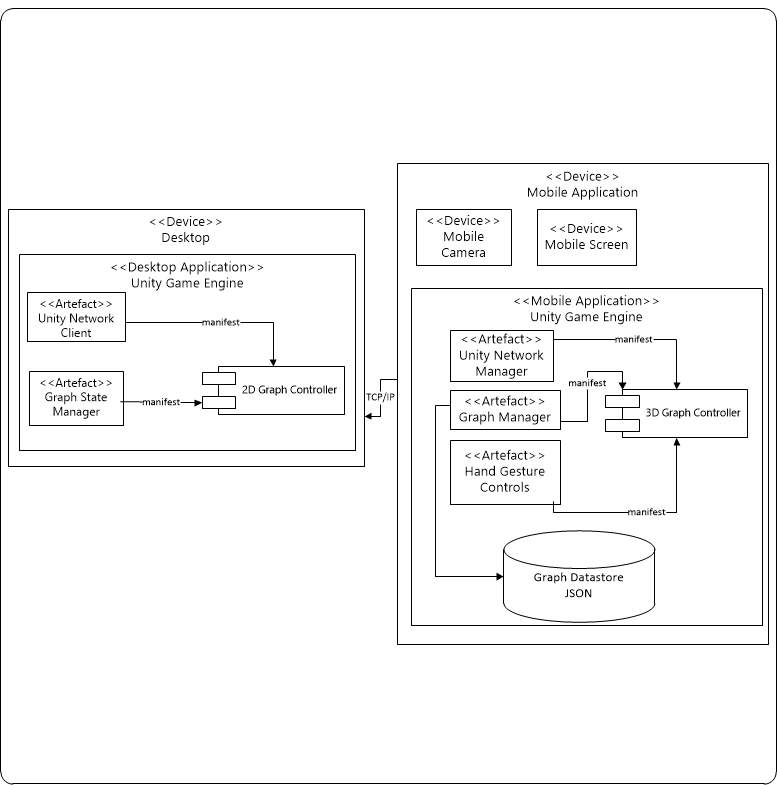 <<Device>>
Desktop
<<Desktop Application>>
Unity Game Engine
<<Artefact>>
Unity Network
Client
manifest
<<Artefact>>
Graph State
Manager
manifest
2D Graph Controller
TCP/IP
<<Device>>
Mobile Application
<<Device>>
Mobile
Camera
<<Device>>
Mobile Screen
<<Mobile Application>>
Unity Game Engine
<<Artefact>>
Unity Network
Manager
manifest
<<Artefact>>
Graph Manager
manifest
3D Graph Controller
<<Artefact>>
Hand Gesture
Controls
manifest
Graph Datastore
JSON